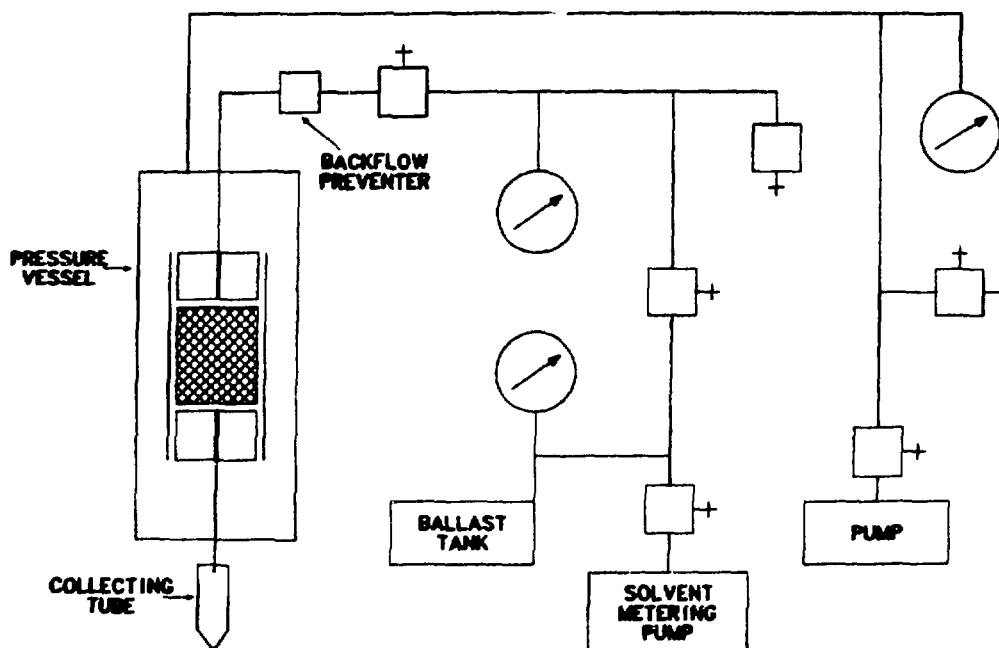 BACKFLOW
PREVENTER
PRESSURE
VESSEL
BALLAST
TANK
PUMP
COLLECTING
TUBE
SOLVENT
METERING
PUMP